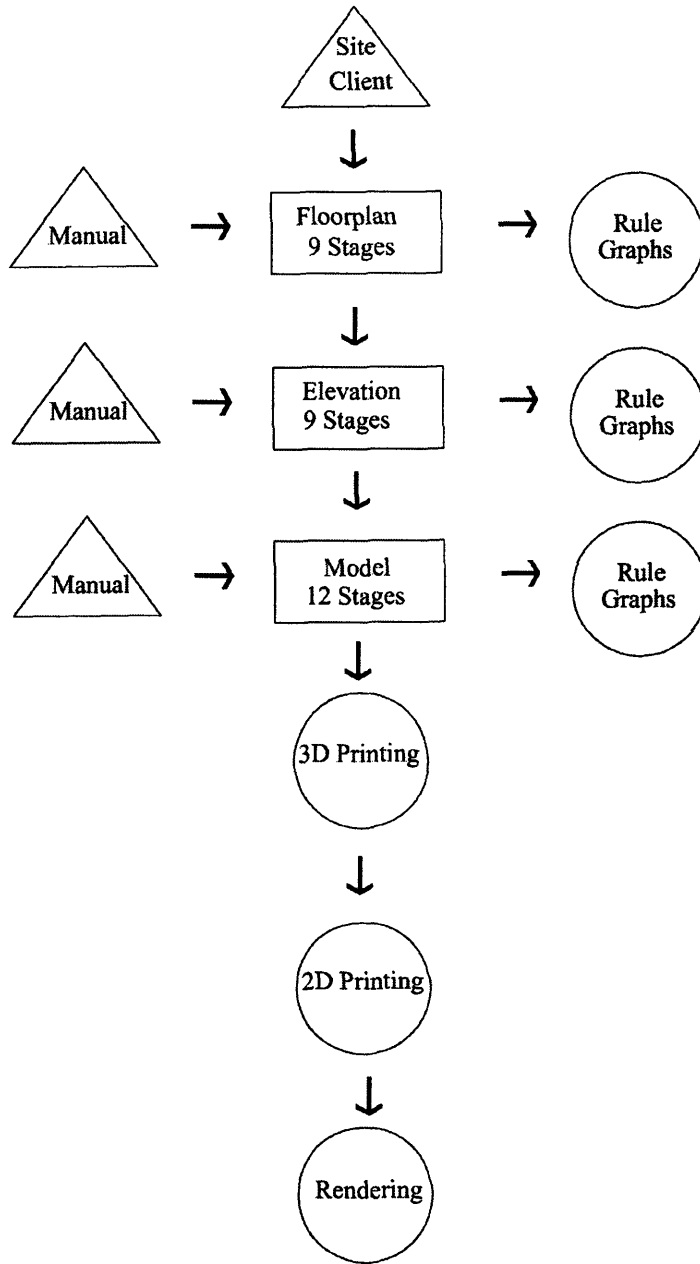 Site
Client
Manual
Floorplan
9 Stages
Rule
Graphs
Manual
Elevation
9 Stages
Rule
Graphs
Manual
Model
12 Stages
Rule
Graphs
3D Printing
2D Printing
Rendering